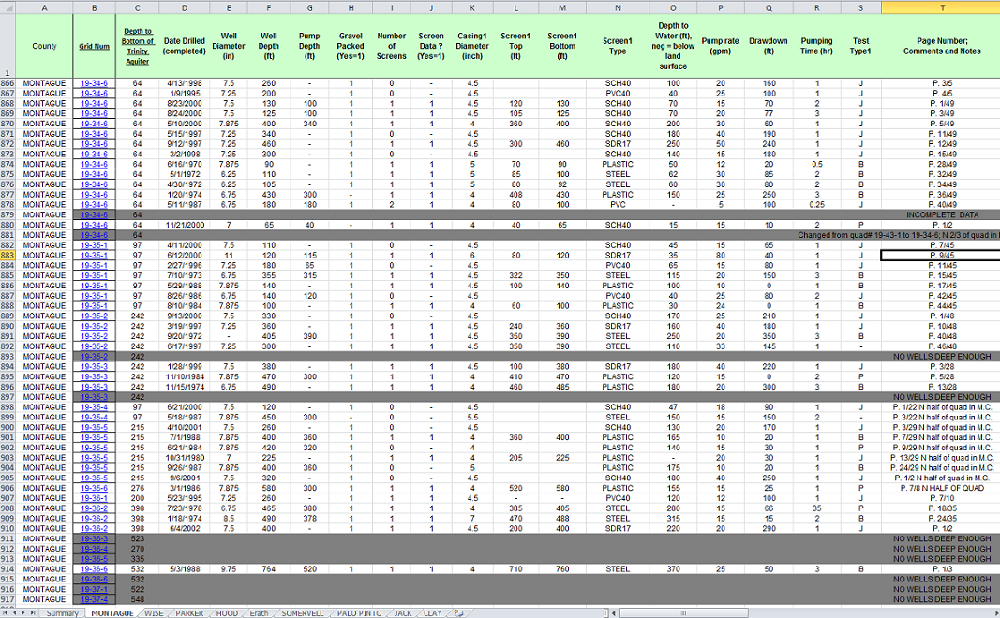 A B C D E F G H I J K L M N O P Q R S T
1 County Grid Num Depth to Bottom of Trinity Aquifer Date Drilled (completed) Well Diameter (in) Well Depth (ft) Pump Depth (ft) Gravel Packed (Yes=1) Number of Screens Screen Data ? (Yes=1) Casing1 Diameter (inch) Screen1 Top (ft) Screen1 Bottom (ft) Screen1 Type Depth to Water (ft), neg = below land surface Pump rate (gpm) Drawdown (ft) Pumping Time (hr) Test Type1 Page Number; Comments and Notes
866 MONTAGUE 19-34-6 64 4/13/1998 7.5 260 - 1 0 - 4.5 SCH40 100 20 160 1 J P. 3/5
867 MONTAGUE 19-34-6 64 1/9/1995 7.25 200 - 1 0 - 4.5 PVC40 40 25 100 1 J P. 4/5
868 MONTAGUE 19-34-6 64 8/23/2000 7.5 130 100 1 1 1 4.5 120 130 SCH40 70 15 70 2 J P. 1/49
869 MONTAGUE 19-34-6 64 8/24/2000 7.5 125 100 1 1 1 4.5 105 125 SCH40 70 20 77 3 J P. 3/49
870 MONTAGUE 19-34-6 64 5/10/2000 7.875 400 340 1 1 1 4 360 400 SCH40 200 30 60 1 J P. 5/49
871 MONTAGUE 19-34-6 64 5/15/1997 7.25 340 - 1 0 - 4.5 SCH40 180 40 190 1 J P. 11/49
872 MONTAGUE 19-34-6 64 9/12/1997 7.25 460 - 1 1 1 4.5 300 460 SDR17 250 50 240 1 J P. 12/49
873 MONTAGUE 19-34-6 64 3/2/1998 7.25 300 - 1 0 - 4.5 SCH40 140 15 180 1 J P. 15/49
874 MONTAGUE 19-34-6 64 6/16/1970 7.875 90 - 1 1 1 5 70 90 PLASTIC 50 12 20 0.5 B P. 28/49
875 MONTAGUE 19-34-6 64 5/1/1972 6.25 110 - 1 1 1 5 85 100 STEEL 62 30 85 2 B P. 32/49
876 MONTAGUE 19-34-6 64 4/30/1972 6.25 105 - 1 1 1 5 80 92 STEEL 60 30 80 2 B P. 34/49
877 MONTAGUE 19-34-6 64 1/20/1974 6.75 430 300 - 1 1 4 408 430 PLASTIC 150 25 250 3 B P. 36/49
878 MONTAGUE 19-34-6 64 5/11/1987 6.75 180 180 1 2 1 4 80 100 PVC - 5 100 0.25 J P. 40/49
879 MONTAGUE 19-34-6 64 INCOMPLETE DATA
880 MONTAGUE 19-34-6 64 11/21/2000 7 65 40 - 1 1 4 40 65 SCH40 15 15 10 2 P P. 1/2
881 MONTAGUE 19-34-6 64 Changed from quad# 19-43-1 to 19-34-6; N 2/3 of quad in
882 MONTAGUE 19-35-1 97 4/11/2000 7.5 110 - 1 0 - 4.5 SCH40 45 15 65 1 J P. 7/45
883 MONTAGUE 19-35-1 97 6/12/2000 11 120 115 1 1 1 6 80 120 SDR17 35 80 40 1 J P. 9/45
884 MONTAGUE 19-35-1 97 2/27/1996 7.25 180 65 1 0 - 4.5 PVC40 65 15 80 1 J P. 11/45
885 MONTAGUE 19-35-1 97 7/10/1973 6.75 355 315 1 1 1 4.5 322 350 STEEL 115 20 150 3 B P. 15/45
886 MONTAGUE 19-35-1 97 5/29/1988 7.875 140 - 1 1 1 4.5 100 140 PLASTIC 100 10 0 1 B P. 17/45
887 MONTAGUE 19-35-1 97 8/26/1986 6.75 140 120 1 0 - 4.5 PVC40 40 25 80 2 J P. 42/45
888 MONTAGUE 19-35-1 97 8/10/1984 7.875 100 - 1 1 1 4 60 100 PLASTIC 30 24 0 1 B P. 44/45
889 MONTAGUE 19-35-2 242 9/13/2000 7.5 330 - 1 0 - 4.5 SCH40 170 25 210 1 J P. 1/48
890 MONTAGUE 19-35-2 242 3/19/1997 7.25 360 - 1 1 1 4.5 240 360 SDR17 160 40 180 1 J P. 10/48
891 MONTAGUE 19-35-2 242 9/20/1972 - 405 390 1 1 1 4.5 350 390 STEEL 250 20 350 3 B P. 40/48
892 MONTAGUE 19-35-2 242 6/17/1997 7.25 300 - 1 1 1 4.5 350 390 STEEL 110 33 145 1 - P. 46/48
893 MONTAGUE 19-35-2 242 NO WELLS DEEP ENOUGH
894 MONTAGUE 19-35-3 242 1/28/1999 7.5 380 - 1 1 1 4.5 100 380 SDR17 180 40 220 1 J P. 3/28
895 MONTAGUE 19-35-3 242 11/10/1984 7.875 470 300 1 1 1 4 410 470 PLASTIC 120 15 0 2 P P. 5/28
896 MONTAGUE 19-35-3 242 11/15/1974 6.75 490 - 1 1 1 4 460 485 PLASTIC 180 20 300 3 B P. 13/28
897 MONTAGUE 19-35-3 242 NO WELLS DEEP ENOUGH
898 MONTAGUE 19-35-4 97 6/21/2000 7.5 120 - 1 0 - 4.5 SCH40 47 18 90 1 J P. 1/22 N half of quad in M.C.
899 MONTAGUE 19-35-4 97 5/18/1987 7.875 450 300 - 0 - 5.5 STEEL 150 15 150 2 - P. 3/22 N half of quad in M.C.
900 MONTAGUE 19-35-5 215 4/10/2001 7.5 260 - 1 0 - 4.5 SCH40 130 20 170 1 J P. 3/29 N half of quad in M.C.
901 MONTAGUE 19-35-5 215 7/1/1988 7.875 400 360 1 1 1 4 360 400 PLASTIC 165 10 20 1 B P. 7/29 N half of quad in M.C.
902 MONTAGUE 19-35-5 215 6/21/1984 7.875 420 320 1 0 - 4 PLASTIC 140 15 30 1 P P. 9/29 N half of quad in M.C.
903 MONTAGUE 19-35-5 215 10/31/1980 7 225 - 1 1 1 4 205 225 PLASTIC - 20 30 1 J P. 13/29 N half of quad in M.C.
904 MONTAGUE 19-35-5 215 9/26/1987 7.875 400 360 1 0 - 5 PLASTIC 175 10 20 1 B P. 24/29 N half of quad in M.C.
905 MONTAGUE 19-35-5 215 9/6/2001 7.5 320 - 1 0 - 4.5 SCH40 180 40 250 1 J P. 1/2 N half of quad in M.C.
906 MONTAGUE 19-35-6 276 3/1/1986 7.875 580 300 1 1 1 4 520 580 PLASTIC 155 15 25 1 P P. 7/8 N HALF OF QUAD
907 MONTAGUE 19-36-1 200 5/23/1995 7.25 260 - 1 0 - 4.5 PVC40 120 12 100 1 J P. 7/10
908 MONTAGUE 19-36-2 398 7/23/1978 6.75 465 380 1 1 1 4 385 405 STEEL 280 15 66 35 P P. 18/35
909 MONTAGUE 19-36-2 398 1/18/1974 8.5 490 378 1 1 1 7 470 488 STEEL 315 15 15 2 B P. 24/35
910 MONTAGUE 19-36-2 398 6/4/2002 7.5 400 - 1 1 1 4.5 200 400 SDR17 220 20 290 1 J P. 1/2
911 MONTAGUE 19-36-3 523 NO WELLS DEEP ENOUGH
912 MONTAGUE 19-36-4 270 NO WELLS DEEP ENOUGH
913 MONTAGUE 19-36-5 335 NO WELLS DEEP ENOUGH
914 MONTAGUE 19-36-6 532 5/3/1988 9.75 764 520 1 1 1 4 710 760 STEEL 370 25 50 3 B P. 1/3
915 MONTAGUE 19-36-6 532 NO WELLS DEEP ENOUGH
916 MONTAGUE 19-37-1 522 NO WELLS DEEP ENOUGH
917 MONTAGUE 19-37-4 548 NO WELLS DEEP ENOUGH
Summary MONTAGUE WISE PARKER HOOD Erath SOMERVELL PALO PINTO JACK CLAY